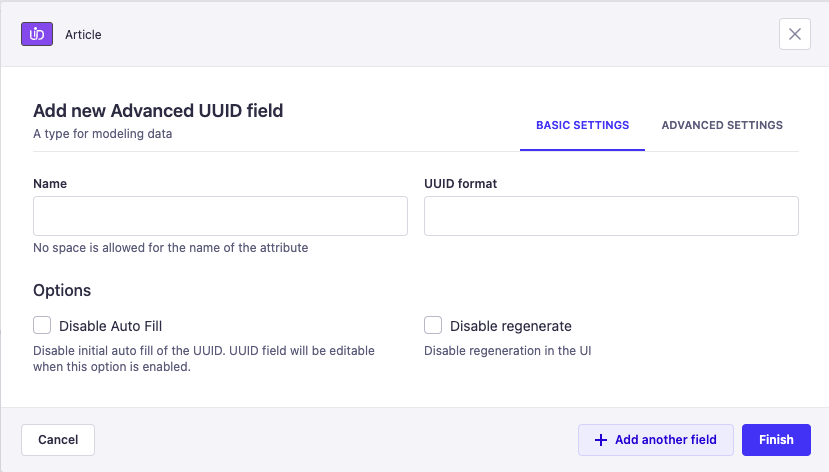 Article
Add new Advanced UUID field
A type for modeling data
BASIC SETTINGS
ADVANCED SETTINGS
Name
UUID format
No space is allowed for the name of the attribute
Options
Disable Auto Fill
Disable initial auto fill of the UUID. UUID field will be editable
when this option is enabled.
Disable regenerate
Disable regeneration in the UI
Cancel
Add another field
Finish